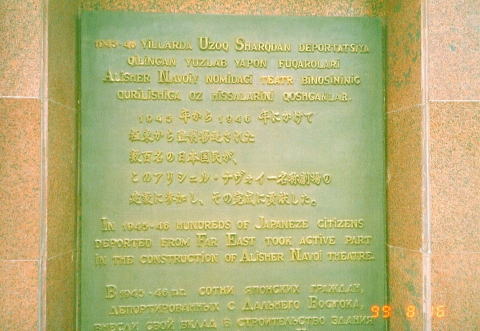 1945-46 YILLARDA UZOQ SHARQDAN DEPORTATSIYA
QILINGAN YUZLAB YAPON FUQAROLARI
ALISHER NAVOIY NOMIDAGI TEATR BINOSINING
QURILISHIGA OZ HISSALARINI QOSHGANLAR.
1945年から1946年にかけて
極東から強制移送された
数百名の日本国民が、
このアリシェル・ナヴォイー名称劇場の
建設に参加し、その完成に貢献した。
IN 1945-46 HUNDREDS OF JAPANEZE CITIZENS
DEPORTED FROM FAR EAST TOOK ACTIVE PART
IN THE CONSTRUCTION OF ALISHER NAVOI THEATRE.
В 1945-46 гг. СОТНИ ЯПОНСКИХ ГРАЖДАН,
ДЕПОРТИРОВАННЫХ С ДАЛЬНЕГО ВОСТОКА,
ВНЕСЛИ СВОЙ ВКЛАД В СТРОИТЕЛЬСТВО ЗДАНИЯ
99 8 16